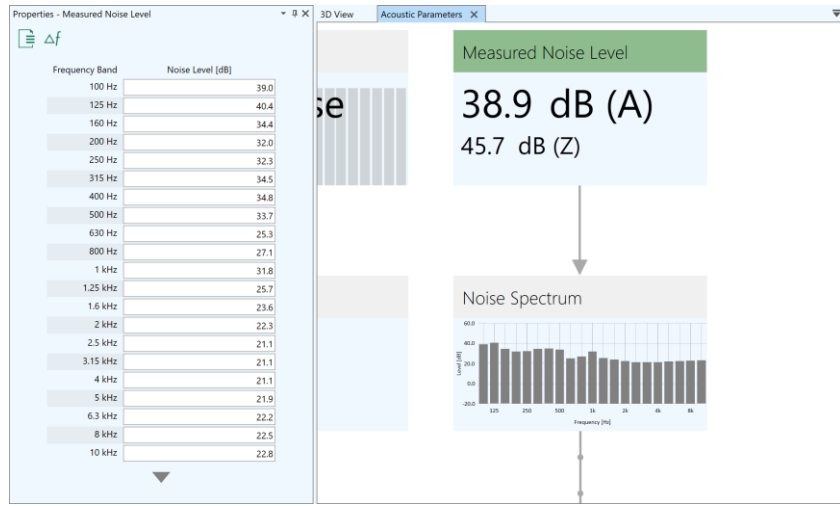 Properties - Measured Noise Level
Δf
Frequency Band Noise Level [dB]
100 Hz 39.0
125 Hz 40.4
160 Hz 34.4
200 Hz 32.0
250 Hz 32.3
315 Hz 34.5
400 Hz 34.8
500 Hz 33.7
630 Hz 25.3
800 Hz 27.1
1 kHz 31.8
1.25 kHz 25.7
1.6 kHz 23.6
2 kHz 22.3
2.5 kHz 21.1
3.15 kHz 21.1
4 kHz 21.1
5 kHz 21.9
6.3 kHz 22.2
8 kHz 22.5
10 kHz 22.8
3D View Acoustic Parameters
se
Measured Noise Level
38.9 dB (A)
45.7 dB (Z)
Noise Spectrum
60.0
40.0
20.0
0.0
-20.0
Level [dB]
125 250 500 1k 2k 4k 8k
Frequency [Hz]